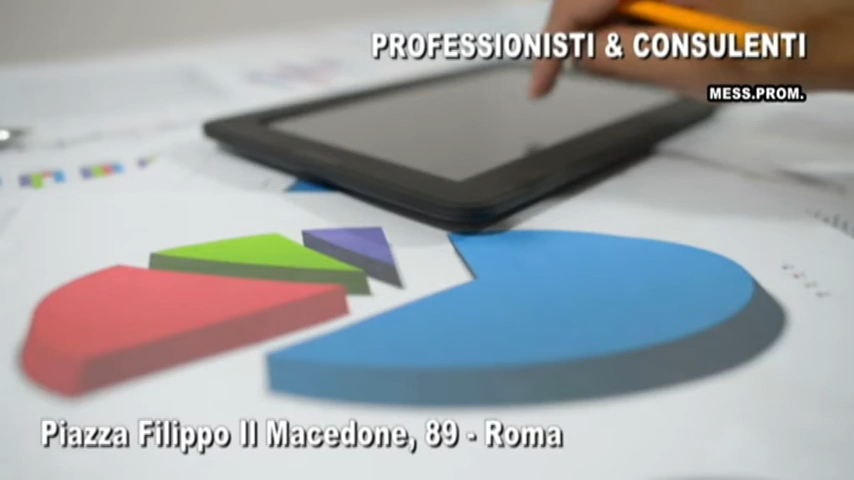 PROFESSIONISTI & CONSULENTI
MESS.PROM.
Piazza Filippo II Macedone, 89 - Roma